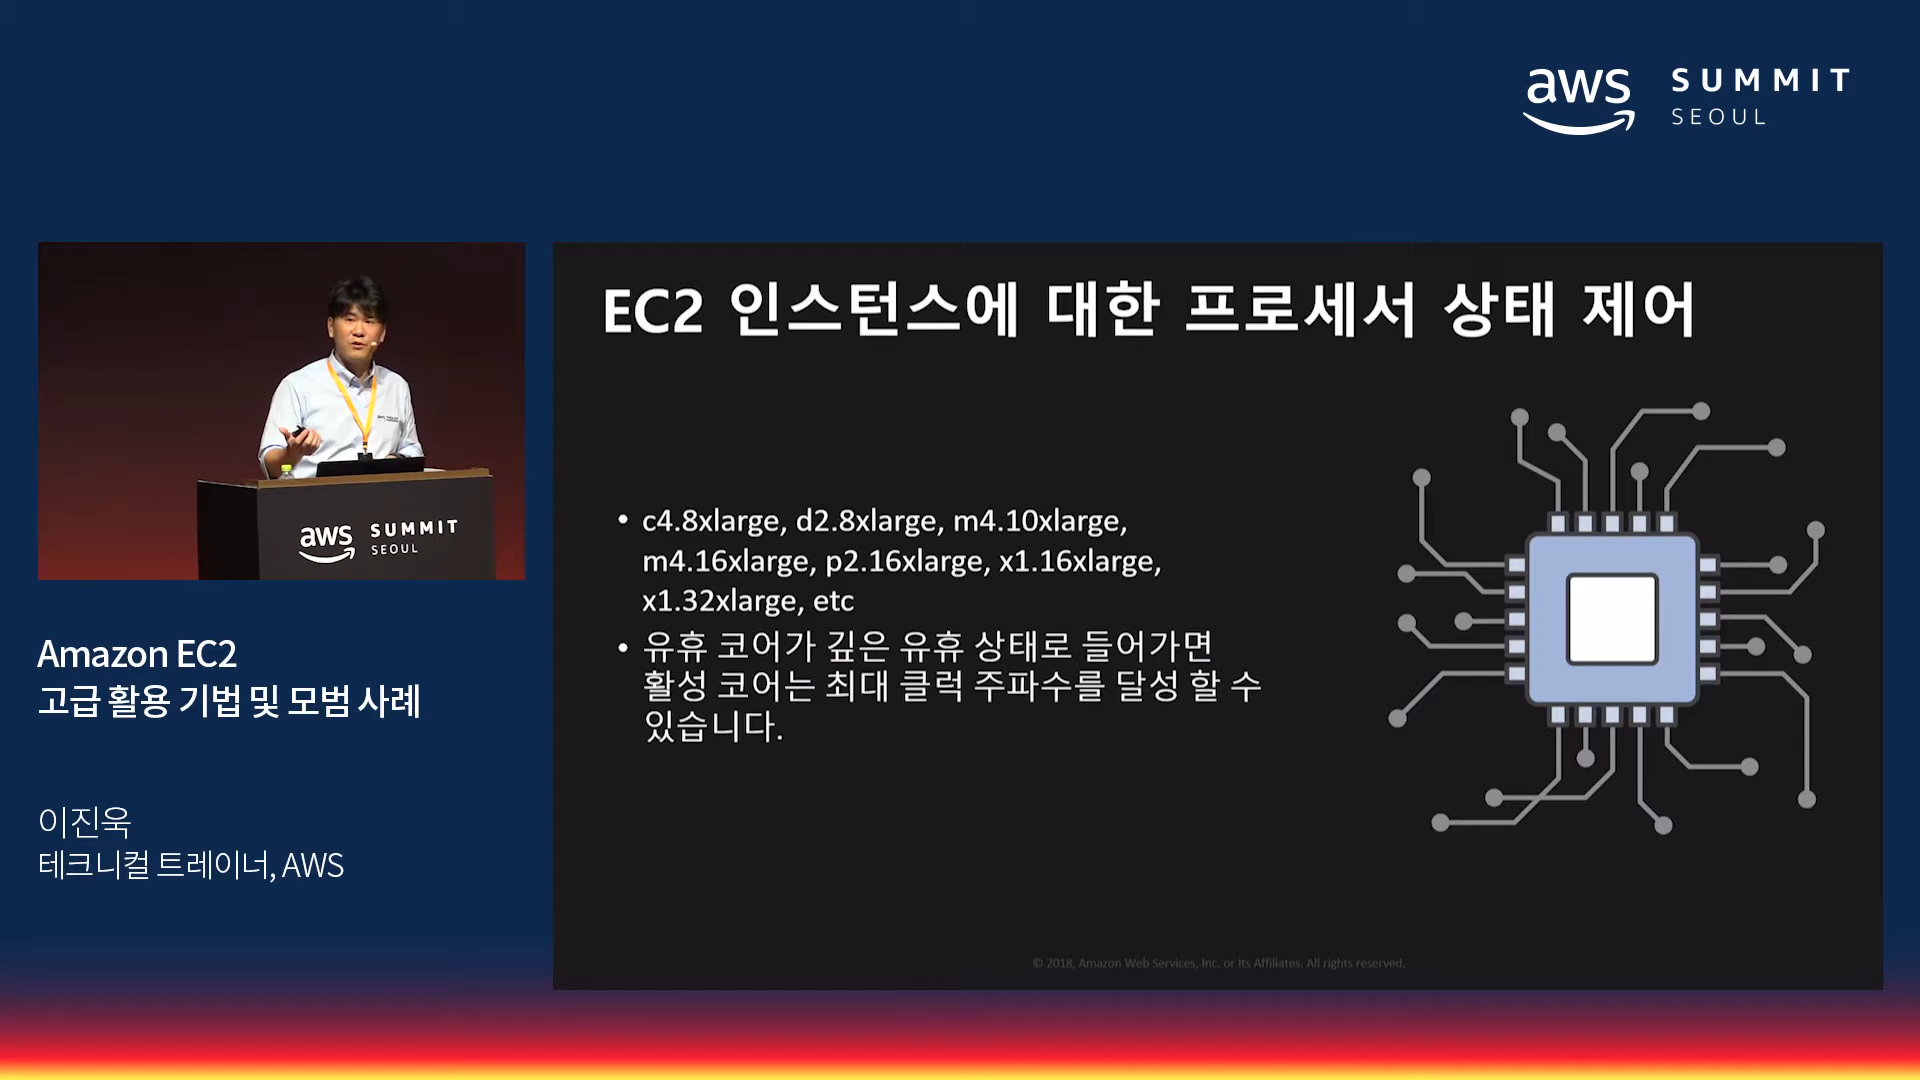 aws SUMMIT
SEOUL
EC2 인스턴스에 대한 프로세서 상태 제어
• c4.8xlarge, d2.8xlarge, m4.10xlarge,
m4.16xlarge, p2.16xlarge, x1.16xlarge,
x1.32xlarge, etc
• 유휴 코어가 깊은 유휴 상태로 들어가면
활성 코어는 최대 클럭 주파수를 달성 할 수
있습니다.
© 2018, Amazon Web Services, Inc. or Its Affiliates. All rights reserved.
aws SUMMIT
SEOUL
Amazon EC2
고급 활용 기법 및 모범 사례
이진욱
테크니컬 트레이너, AWS